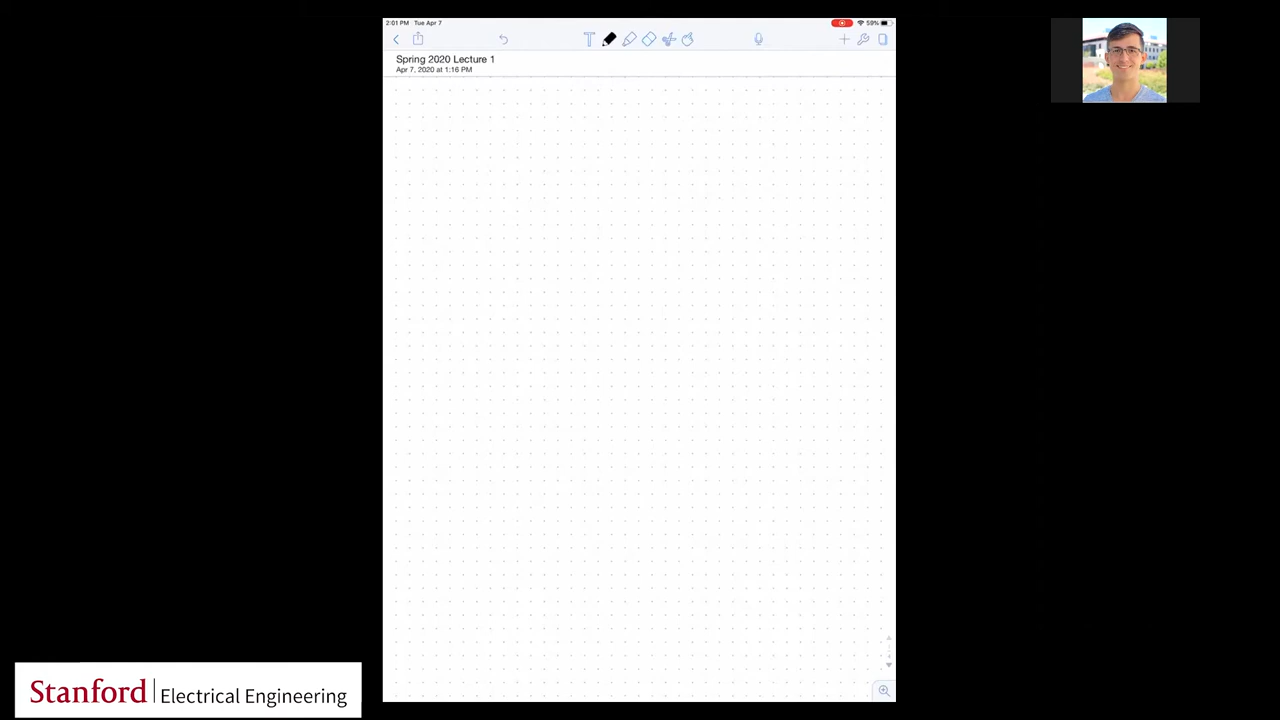 2:01 PM Tue Apr 7
59%
Spring 2020 Lecture 1
Apr 7, 2020 at 1:16 PM
Stanford | Electrical Engineering